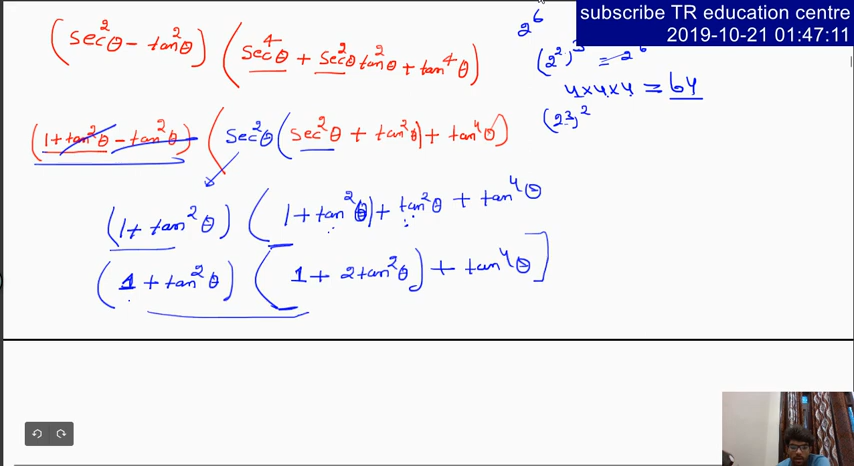 subscribe TR education centre
2019-10-21 01:47:11
(sec²θ - tan²θ) (sec⁴θ + sec²θ tan²θ + tan⁴θ)
(1+tan²θ - tan²θ) (sec²θ (sec²θ + tan²θ) + tan⁴θ)
(1 + tan²θ) (1 + tan²θ) + tan²θ + tan⁴θ
(1 + tan²θ) (1 + 2tan²θ) + tan⁴θ]
2⁶
(2²)³ = 2⁶
4×4×4 = 64
(2³)²